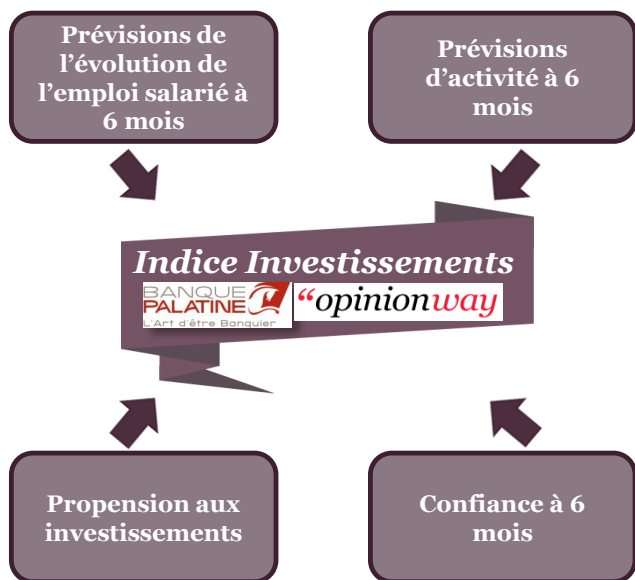 Prévisions de
l’évolution de
l’emploi salarié à
6 mois
Prévisions
d’activité à 6
mois
Indice Investissements
BANQUE
PALATINE
L'Art d'être Banquier
“opinionway
Propension aux
investissements
Confiance à 6
mois